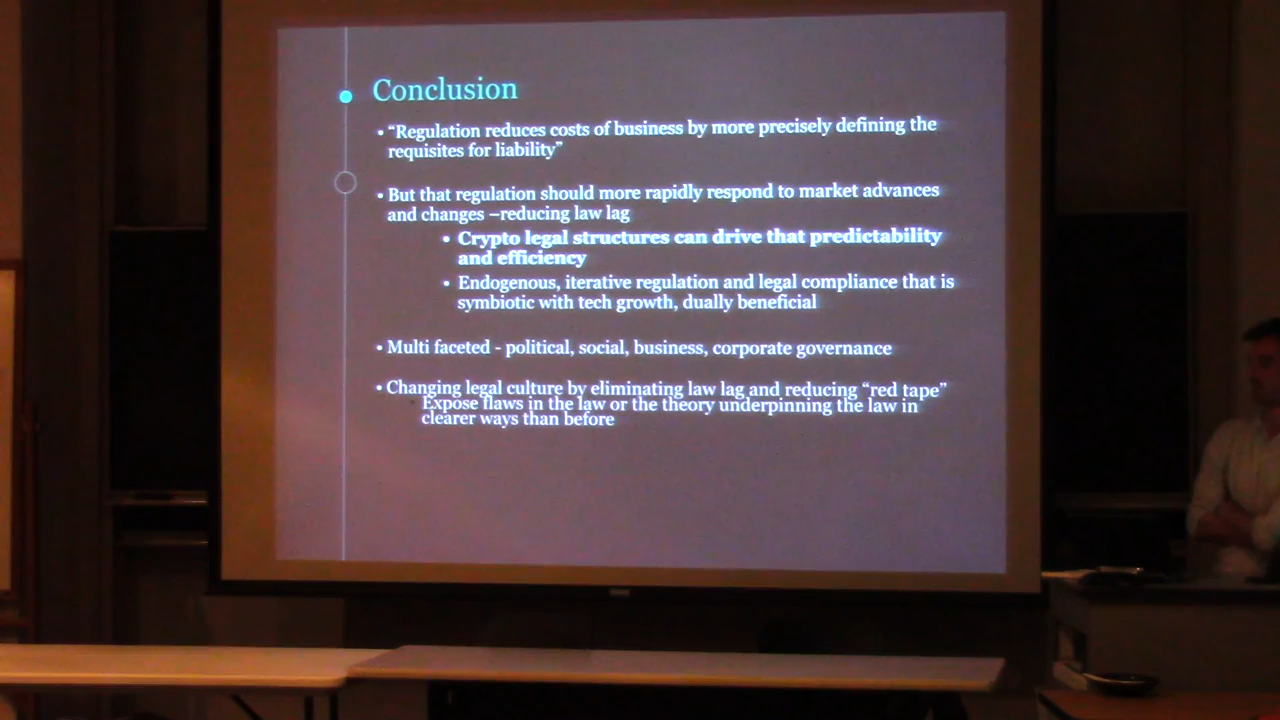 Conclusion
• “Regulation reduces costs of business by more precisely defining the
requisites for liability”
• But that regulation should more rapidly respond to market advances
and changes –reducing law lag
• Crypto legal structures can drive that predictability
and efficiency
• Endogenous, iterative regulation and legal compliance that is
symbiotic with tech growth, dually beneficial
• Multi faceted - political, social, business, corporate governance
• Changing legal culture by eliminating law lag and reducing “red tape”
Expose flaws in the law or the theory underpinning the law in
clearer ways than before